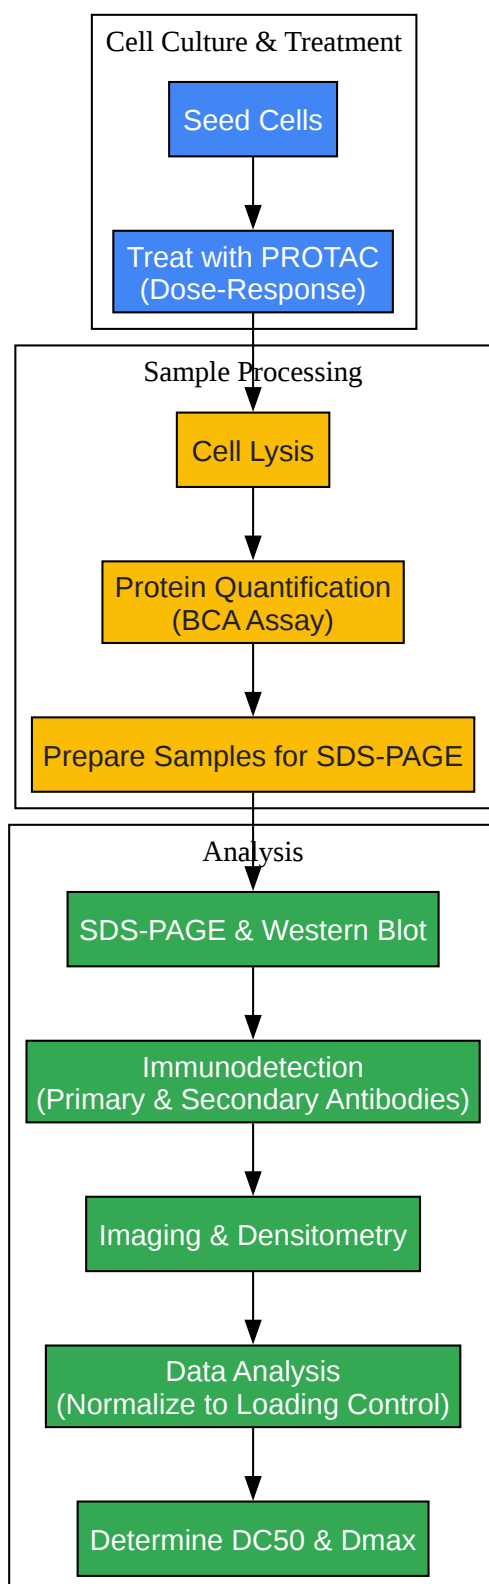 Cell Culture & Treatment
Seed Cells
Treat with PROTAC
(Dose-Response)
Sample Processing
Cell Lysis
Protein Quantification
(BCA Assay)
Prepare Samples for SDS-PAGE
Analysis
SDS-PAGE & Western Blot
Immunodetection
(Primary & Secondary Antibodies)
Imaging & Densitometry
Data Analysis
(Normalize to Loading Control)
Determine DC50 & Dmax